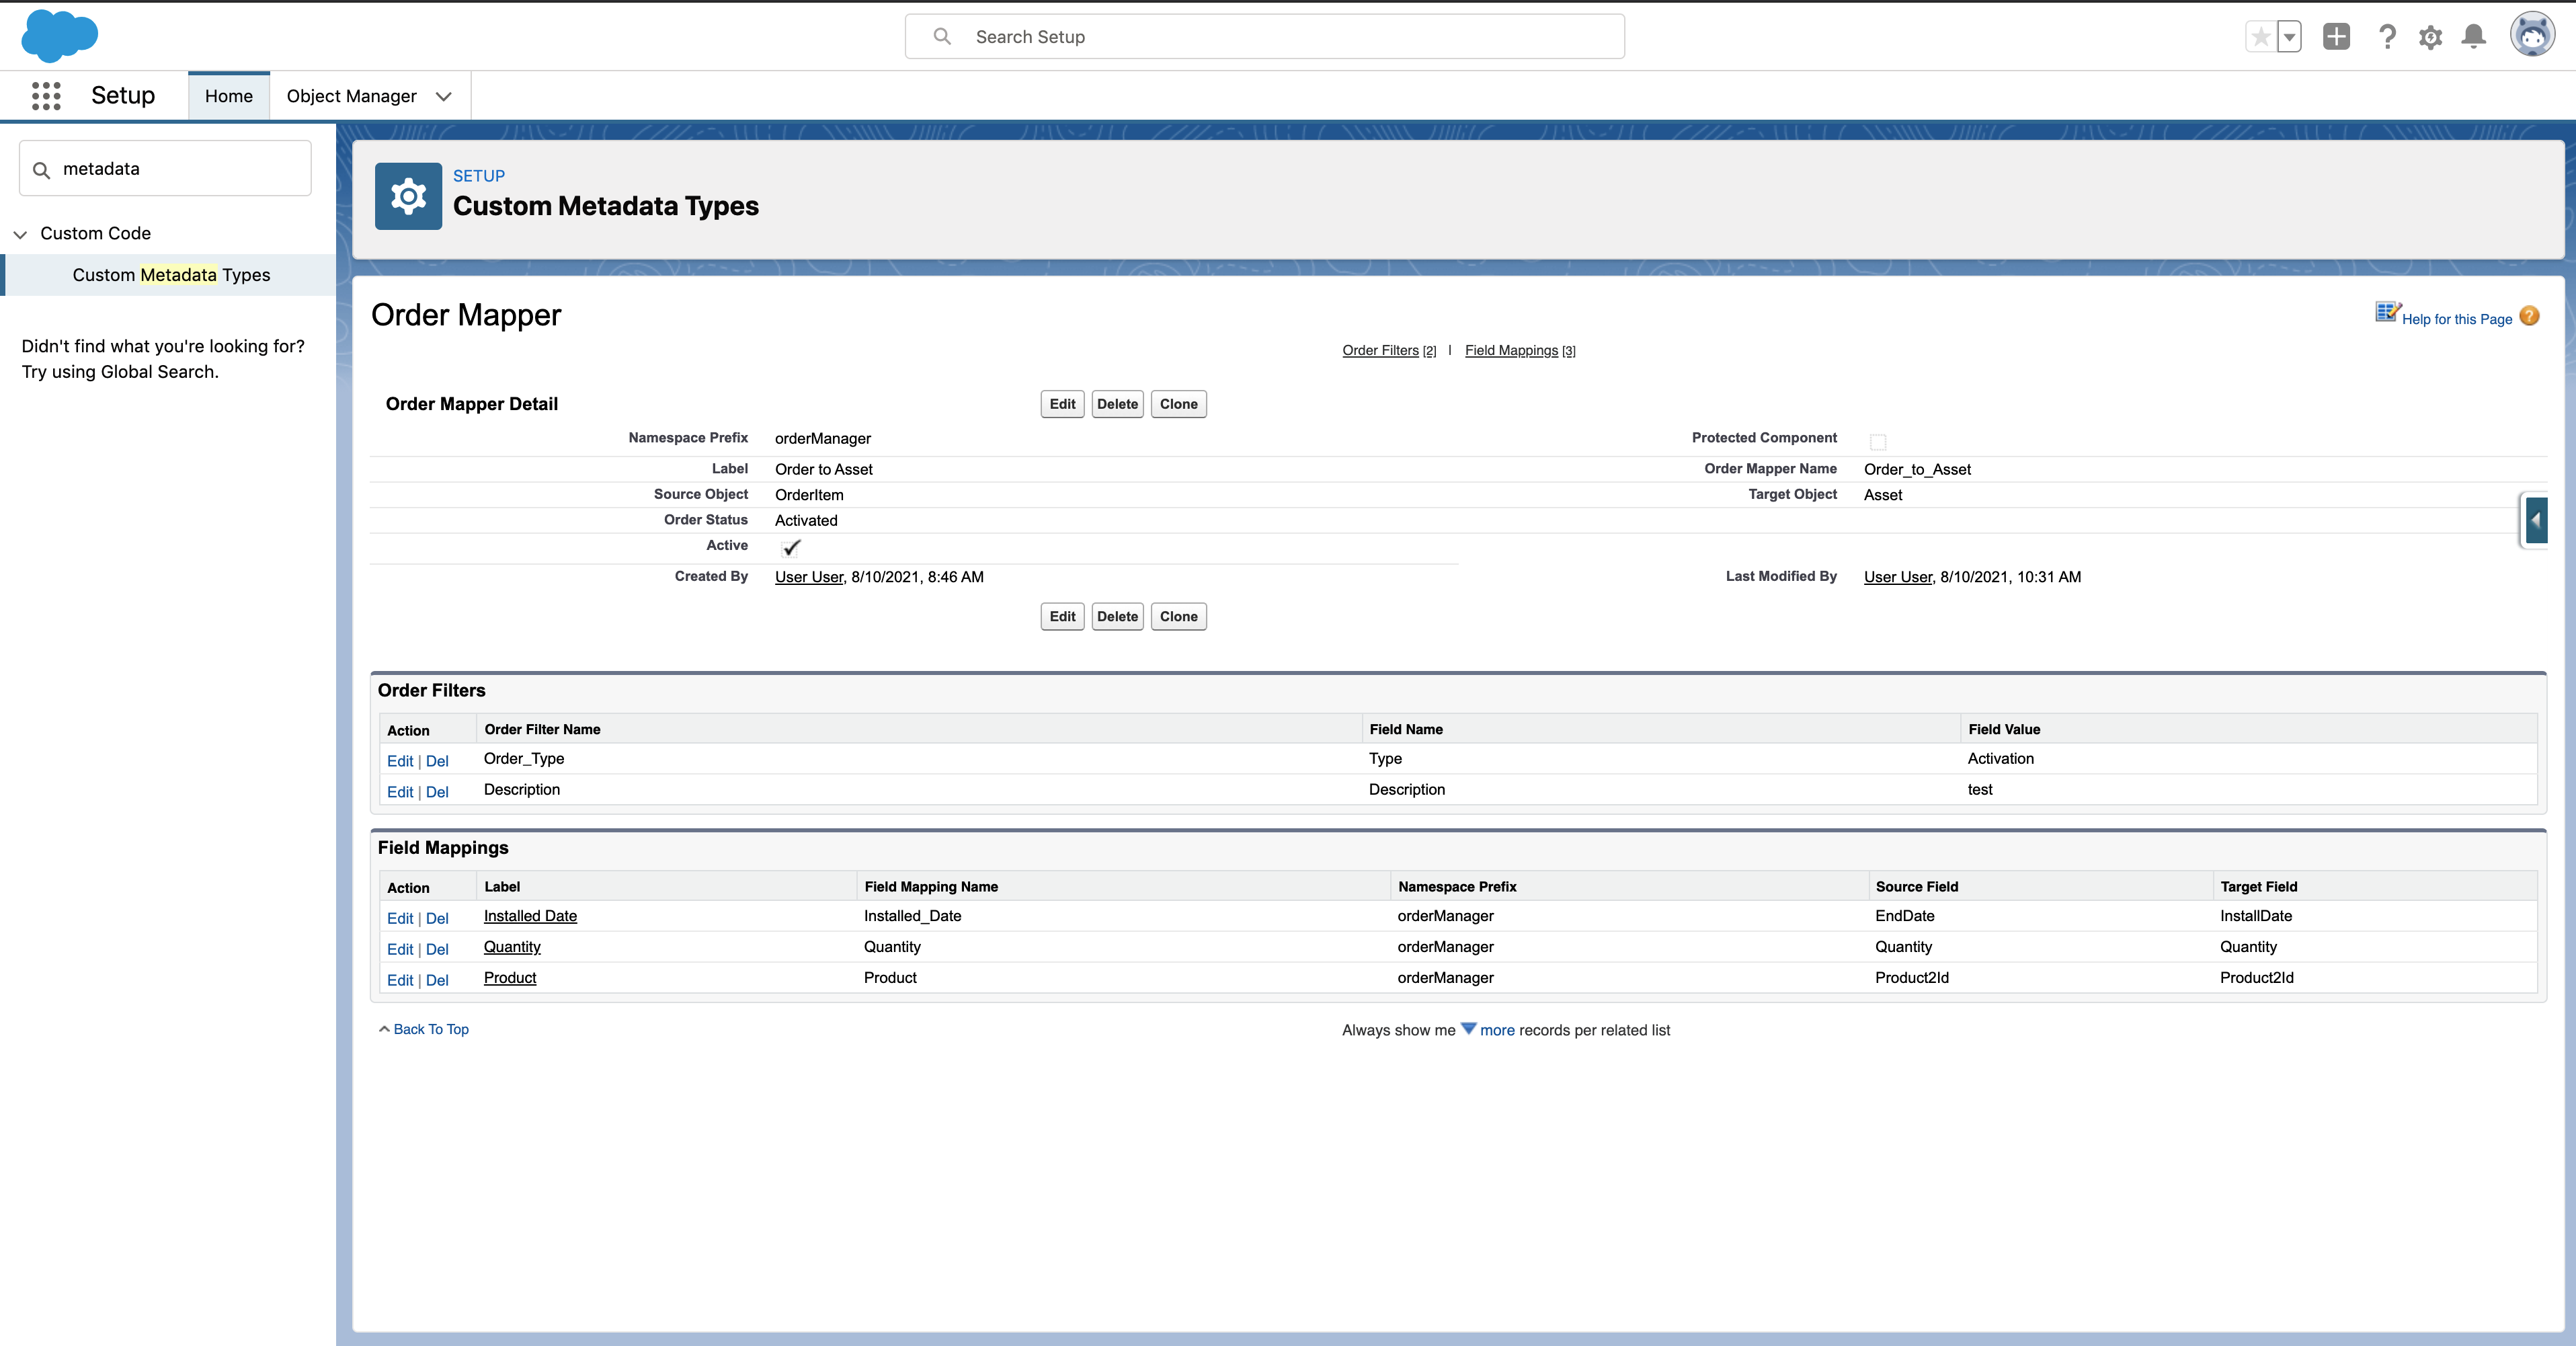 Search Setup
Setup
Home
Object Manager
metadata
Custom Code
Custom Metadata Types
Didn't find what you're looking for?
Try using Global Search.
SETUP
Custom Metadata Types
Order Mapper
Help for this Page ?
Order Filters [2] | Field Mappings [3]
Order Mapper Detail
Edit Delete Clone
Namespace Prefix orderManager Protected Component
Label Order to Asset Order Mapper Name Order_to_Asset
Source Object OrderItem Target Object Asset
Order Status Activated
Active
Created By User User, 8/10/2021, 8:46 AM Last Modified By User User, 8/10/2021, 10:31 AM
Edit Delete Clone
Order Filters
Action Order Filter Name Field Name Field Value
Edit | Del Order_Type Type Activation
Edit | Del Description Description test
Field Mappings
Action Label Field Mapping Name Namespace Prefix Source Field Target Field
Edit | Del Installed Date Installed_Date orderManager EndDate InstallDate
Edit | Del Quantity Quantity orderManager Quantity Quantity
Edit | Del Product Product orderManager Product2Id Product2Id
Back To Top
Always show me more records per related list